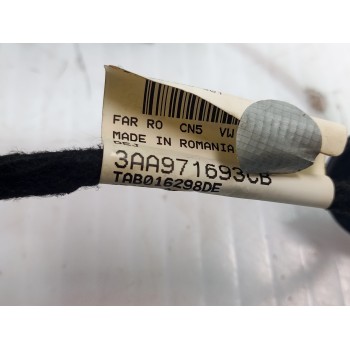 FAR RO CN5 VW
MADE IN ROMANIA
3AA971693CB
TAB016298DE